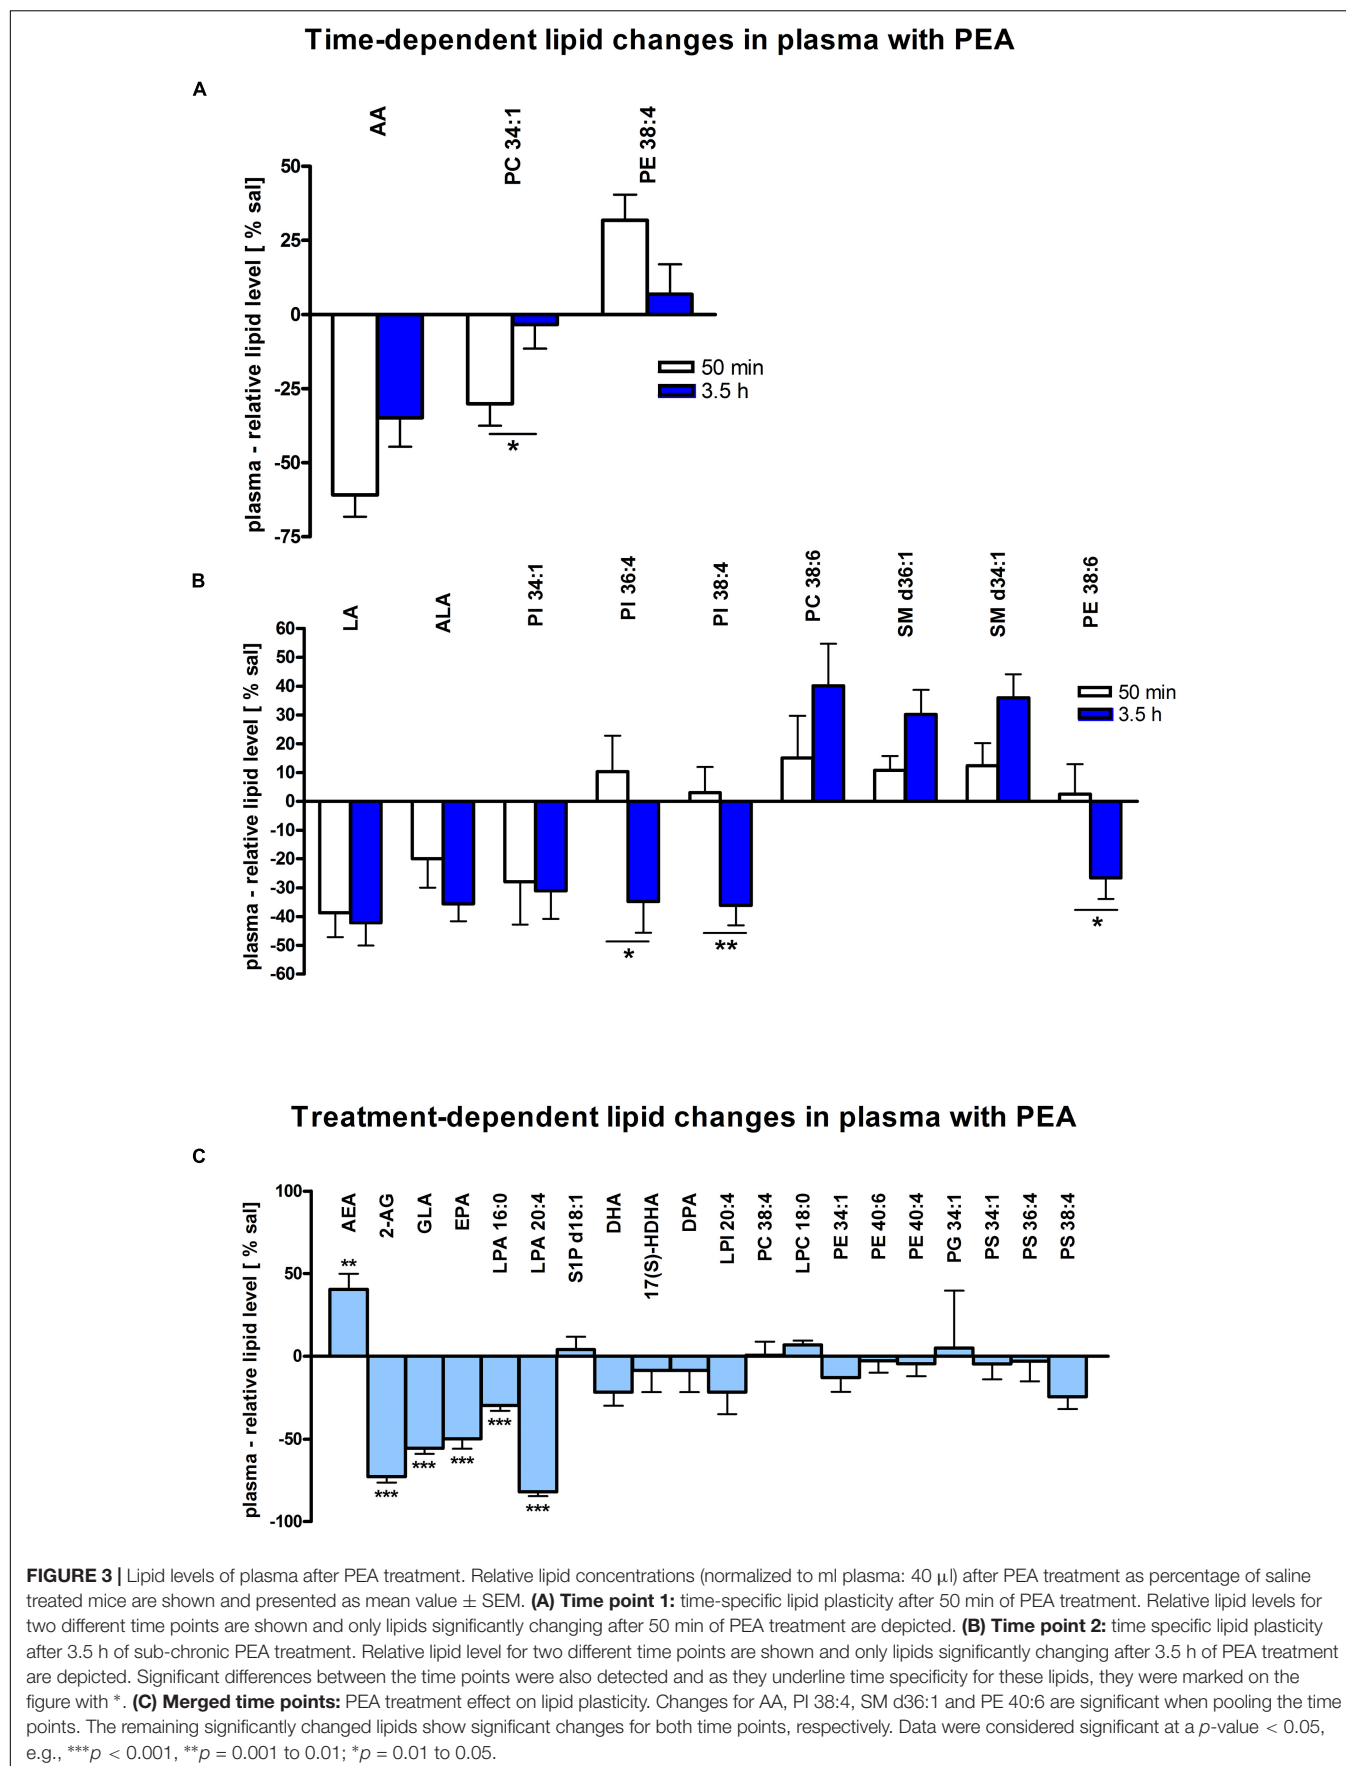 Time-dependent lipid changes in plasma with PEA
A
AA
PC 34:1
PE 38:4
plasma - relative lipid level [ % sal]
50
25
0
-25
-50
-75
50 min
3.5 h
*
B
LA
ALA
PI 34:1
PI 36:4
PI 38:4
PC 38:6
SM d36:1
SM d34:1
PE 38:6
plasma - relative lipid level [ % sal]
60
50
40
30
20
10
0
-10
-20
-30
-40
-50
-60
50 min
3.5 h
*
**
*
Treatment-dependent lipid changes in plasma with PEA
C
AEA
2-AG
GLA
EPA
LPA 16:0
LPA 20:4
S1P d18:1
DHA
17(S)-HDHA
DPA
LPI 20:4
PC 38:4
LPC 18:0
PE 34:1
PE 40:6
PE 40:4
PG 34:1
PS 34:1
PS 36:4
PS 38:4
plasma - relative lipid level [ % sal]
100
50
0
-50
-100
**
***
***
***
***
***
FIGURE 3 | Lipid levels of plasma after PEA treatment. Relative lipid concentrations (normalized to ml plasma: 40 μl) after PEA treatment as percentage of saline
treated mice are shown and presented as mean value ± SEM. (A) Time point 1: time-specific lipid plasticity after 50 min of PEA treatment. Relative lipid levels for
two different time points are shown and only lipids significantly changing after 50 min of PEA treatment are depicted. (B) Time point 2: time specific lipid plasticity
after 3.5 h of sub-chronic PEA treatment. Relative lipid level for two different time points are shown and only lipids significantly changing after 3.5 h of PEA treatment
are depicted. Significant differences between the time points were also detected and as they underline time specificity for these lipids, they were marked on the
figure with *. (C) Merged time points: PEA treatment effect on lipid plasticity. Changes for AA, PI 38:4, SM d36:1 and PE 40:6 are significant when pooling the time
points. The remaining significantly changed lipids show significant changes for both time points, respectively. Data were considered significant at a p-value < 0.05,
e.g., ***p < 0.001, **p = 0.001 to 0.01; *p = 0.01 to 0.05.